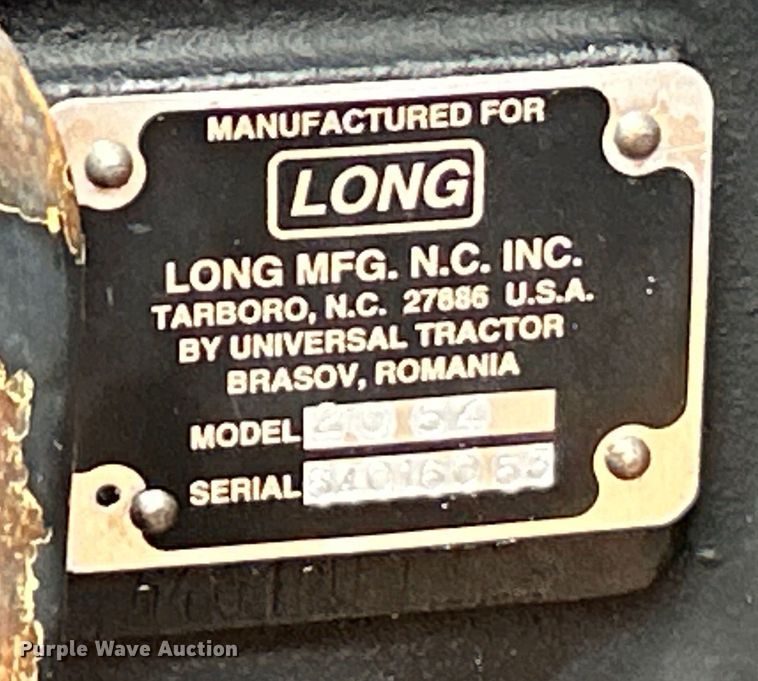 MANUFACTURED FOR
LONG
LONG MFG. N.C. INC.
TARBORO, N.C. 27886 U.S.A.
BY UNIVERSAL TRACTOR
BRASOV, ROMANIA
MODEL
SERIAL
Purple Wave Auction